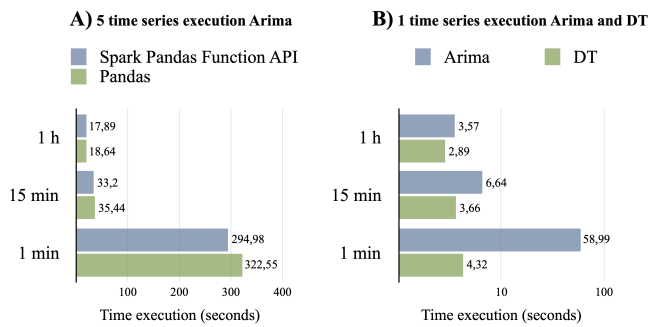 A) 5 time series execution Arima
Spark Pandas Function API
Pandas
1 h
17,89
18,64
15 min
33,2
35,44
1 min
294,98
322,55
100 200 300 400
Time execution (seconds)
B) 1 time series execution Arima and DT
Arima DT
1 h
3,57
2,89
15 min
6,64
3,66
1 min
58,99
4,32
10 100
Time execution (seconds)